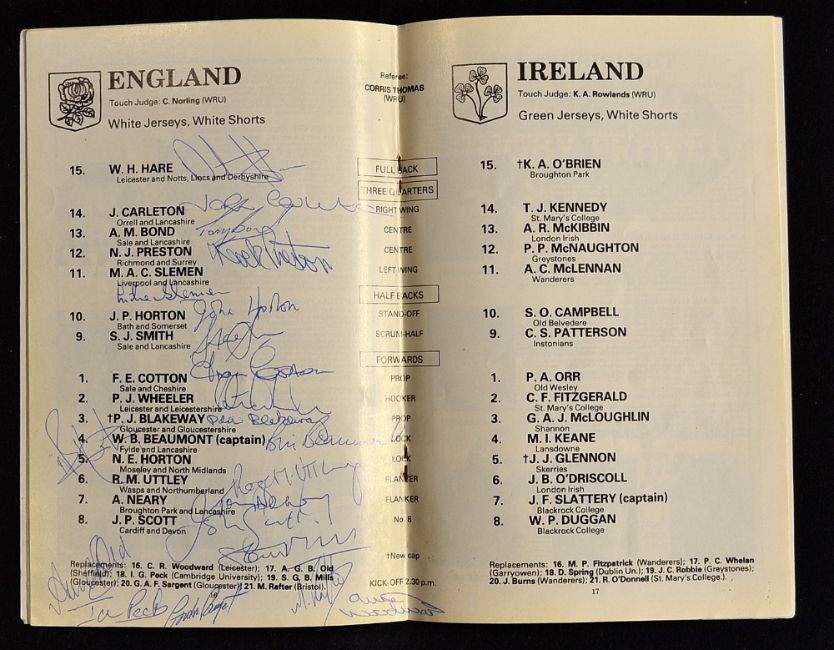 ENGLAND
Touch Judge: C. Norling (WRU)
White Jerseys, White Shorts
15. W. H. HARE
Leicester and Notts, Lincs and Derbyshire
14. J. CARLETON
Orrell and Lancashire
13. A. M. BOND
Sale and Lancashire
12. N. J. PRESTON
Richmond and Surrey
11. M. A. C. SLEMEN
Liverpool and Lancashire
10. J. P. HORTON
Bath and Somerset
9. S. J. SMITH
Sale and Lancashire
1. F. E. COTTON
Sale and Cheshire
2. P. J. WHEELER
Leicester and Leicestershire
3. †P. J. BLAKEWAY
Gloucester and Gloucestershire
4. W. B. BEAUMONT (captain)
Fylde and Lancashire
5. N. E. HORTON
Moseley and North Midlands
6. R. M. UTTLEY
Wasps and Northumberland
7. A. NEARY
Broughton Park and Lancashire
8. J. P. SCOTT
Cardiff and Devon
Replacements: 16. C. R. Woodward (Leicester); 17. A. G. B. Old
(Sheffield); 18. I. G. Peck (Cambridge University); 19. S. G. B. Mills
(Gloucester); 20. G. A. F. Sargent (Gloucester); 21. M. Rafter (Bristol).
16
Referee:
CORRIS THOMAS
(WRU)
FULL BACK
THREE QUARTERS
RIGHT WING
CENTRE
CENTRE
LEFT WING
HALF BACKS
STAND-OFF
SCRUM-HALF
FORWARDS
PROP
HOOKER
PROP
LOCK
LOCK
FLANKER
FLANKER
No 8
†New cap
KICK-OFF 2.30 p.m.
IRELAND
Touch Judge: K. A. Rowlands (WRU)
Green Jerseys, White Shorts
15. †K. A. O'BRIEN
Broughton Park
14. T. J. KENNEDY
St. Mary's College
13. A. R. McKIBBIN
London Irish
12. P. P. McNAUGHTON
Greystones
11. A. C. McLENNAN
Wanderers
10. S. O. CAMPBELL
Old Belvedere
9. C. S. PATTERSON
Instonians
1. P. A. ORR
Old Wesley
2. C. F. FITZGERALD
St. Mary's College
3. G. A. J. McLOUGHLIN
Shannon
4. M. I. KEANE
Lansdowne
5. †J. J. GLENNON
Skerries
6. J. B. O'DRISCOLL
London Irish
7. J. F. SLATTERY (captain)
Blackrock College
8. W. P. DUGGAN
Blackrock College
Replacements: 16. M. P. Fitzpatrick (Wanderers); 17. P. C. Whelan
(Garryowen); 18. D. Spring (Dublin Un.); 19. J. C. Robbie (Greystones);
20. J. Burns (Wanderers); 21. R. O'Donnell (St. Mary's College.).
17
John Horton
Ian Peck